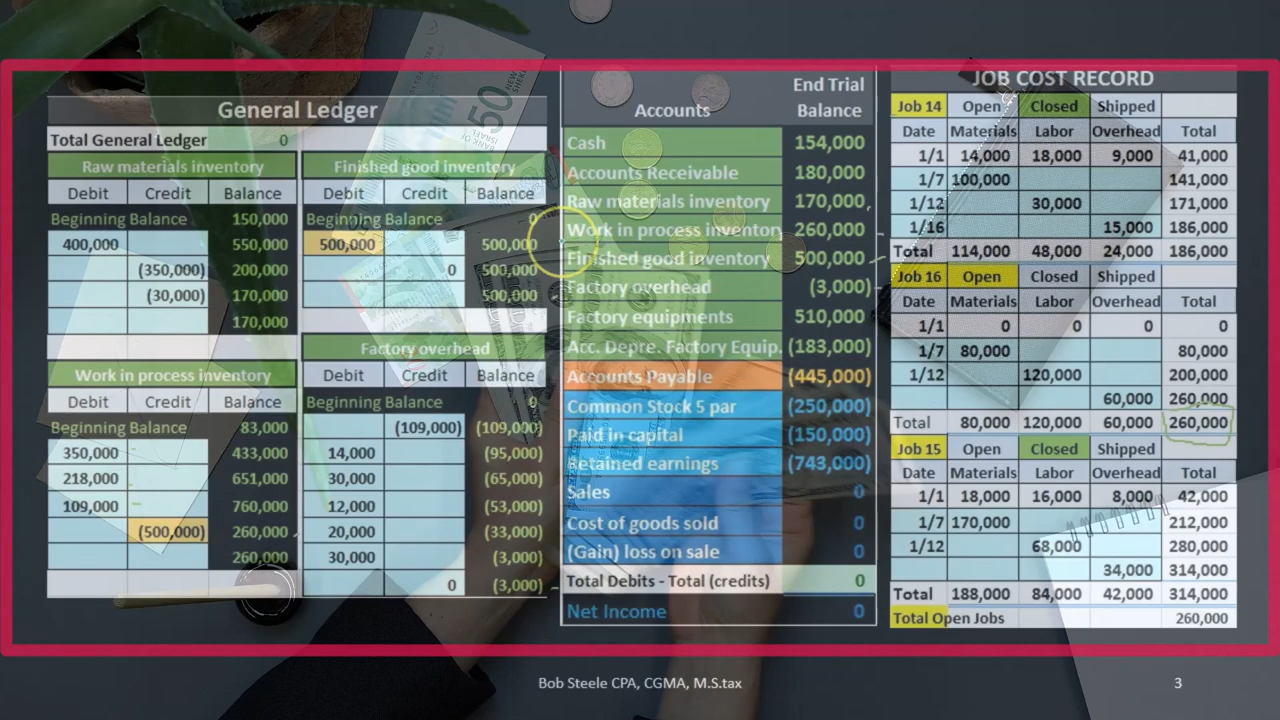 General Ledger
Total General Ledger 0
Raw materials inventory
Debit Credit Balance
Beginning Balance 150,000
400,000 550,000
(350,000) 200,000
(30,000) 170,000
170,000
Work in process inventory
Debit Credit Balance
Beginning Balance 83,000
350,000 433,000
218,000 651,000
109,000 760,000
(500,000) 260,000
260,000
Finished good inventory
Debit Credit Balance
Beginning Balance 0
500,000 500,000
0 500,000
500,000
Factory overhead
Debit Credit Balance
Beginning Balance 0
(109,000) (109,000)
14,000 (95,000)
30,000 (65,000)
12,000 (53,000)
20,000 (33,000)
30,000 (3,000)
0 (3,000)
Accounts End Trial Balance
Cash 154,000
Accounts Receivable 180,000
Raw materials inventory 170,000
Work in process inventory 260,000
Finished good inventory 500,000
Factory overhead (3,000)
Factory equipments 510,000
Acc. Depre. Factory Equip. (183,000)
Accounts Payable (445,000)
Common Stock 5 par (250,000)
Paid in capital (150,000)
Retained earnings (743,000)
Sales 0
Cost of goods sold 0
(Gain) loss on sale 0
Total Debits - Total (credits) 0
Net Income 0
JOB COST RECORD
Job 14 Open Closed Shipped
Date Materials Labor Overhead Total
1/1 14,000 18,000 9,000 41,000
1/7 100,000 141,000
1/12 30,000 171,000
1/16 15,000 186,000
Total 114,000 48,000 24,000 186,000
Job 16 Open Closed Shipped
Date Materials Labor Overhead Total
1/1 0 0 0 0
1/7 80,000 80,000
1/12 120,000 200,000
60,000 260,000
Total 80,000 120,000 60,000 260,000
Job 15 Open Closed Shipped
Date Materials Labor Overhead Total
1/1 18,000 16,000 8,000 42,000
1/7 170,000 212,000
1/12 68,000 280,000
34,000 314,000
Total 188,000 84,000 42,000 314,000
Total Open Jobs 260,000
50
Bob Steele CPA, CGMA, M.S.tax
3